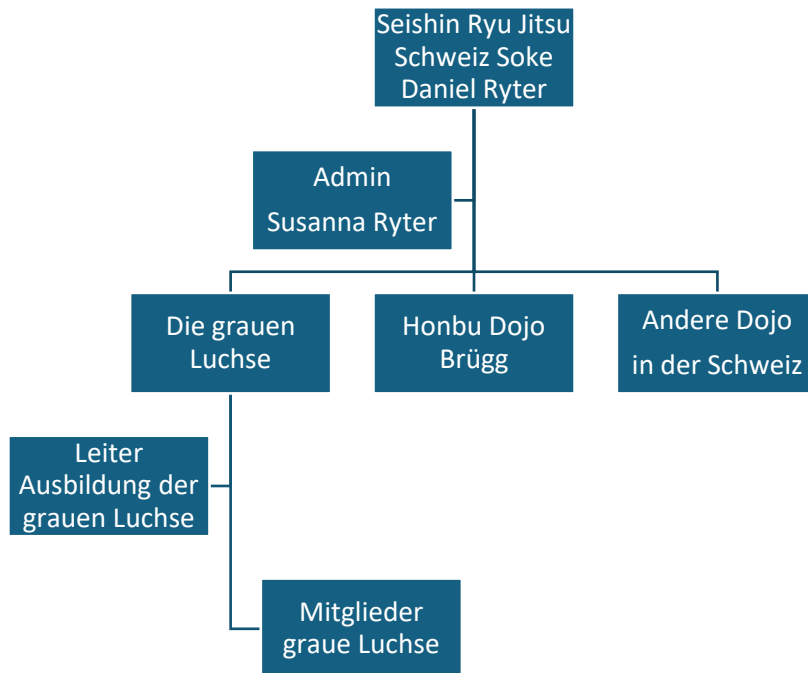 Seishin Ryu Jitsu
Schweiz Soke
Daniel Ryter
Admin
Susanna Ryter
Die grauen
Luchse
Honbu Dojo
Brügg
Andere Dojo
in der Schweiz
Leiter
Ausbildung der
grauen Luchse
Mitglieder
graue Luchse